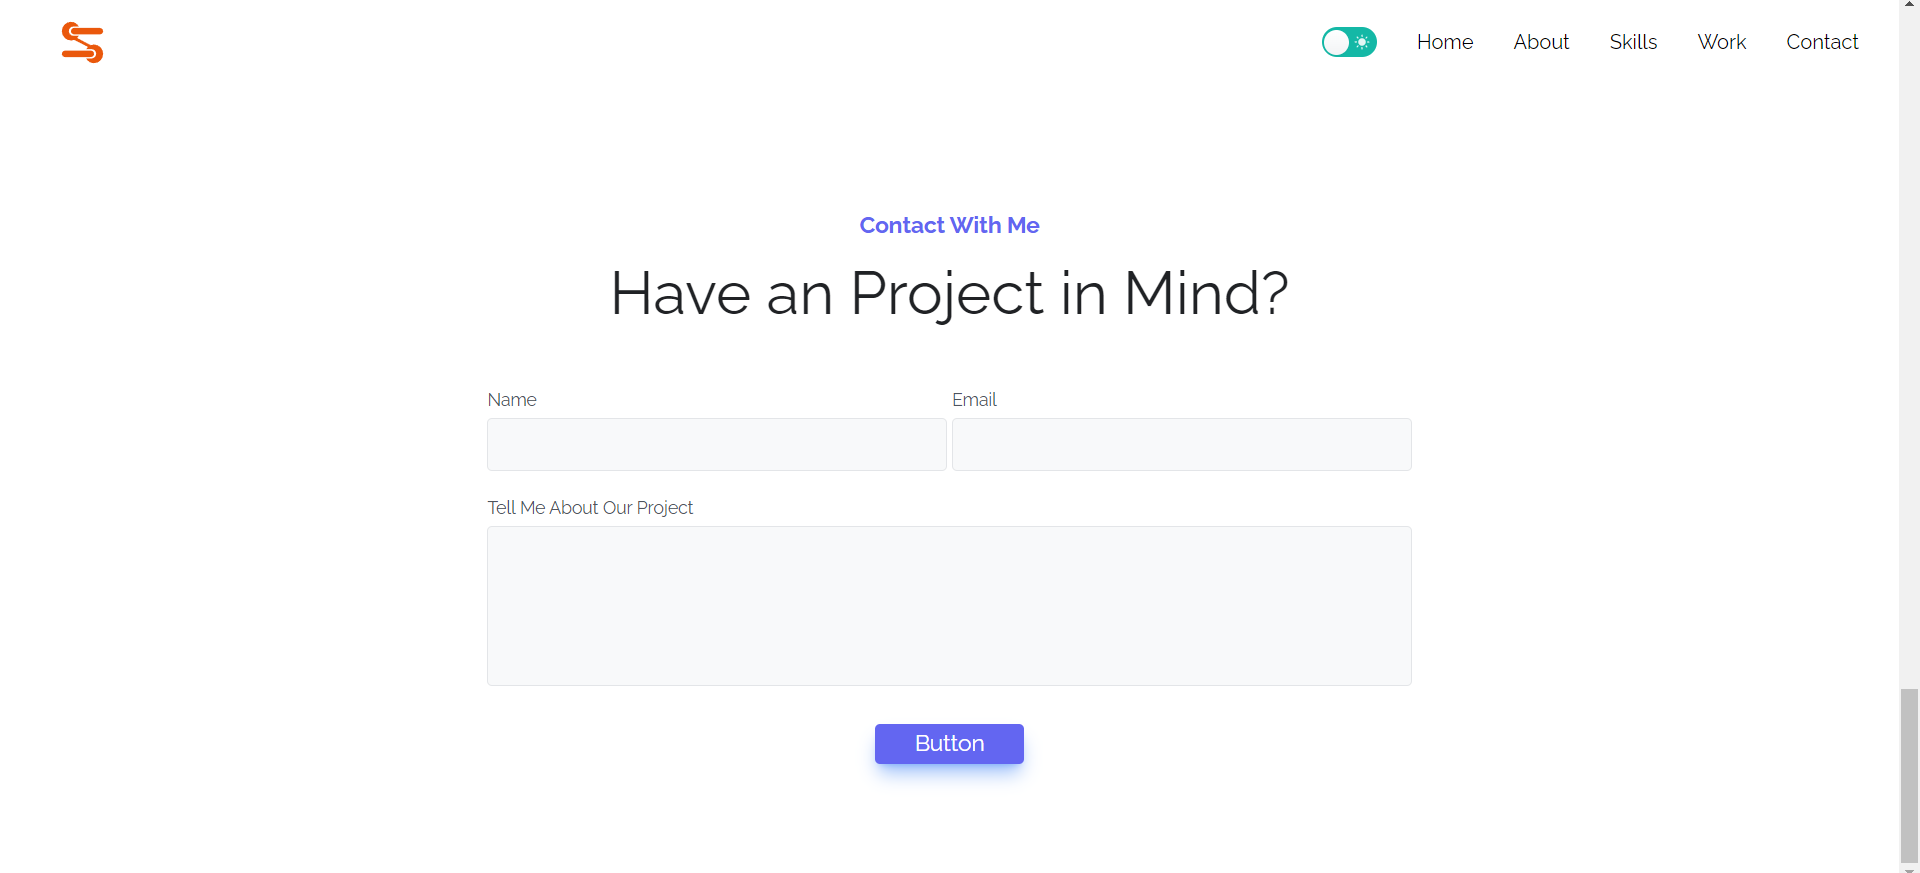 Home About Skills Work Contact
Contact With Me
Have an Project in Mind?
Name Email
Tell Me About Our Project
Button